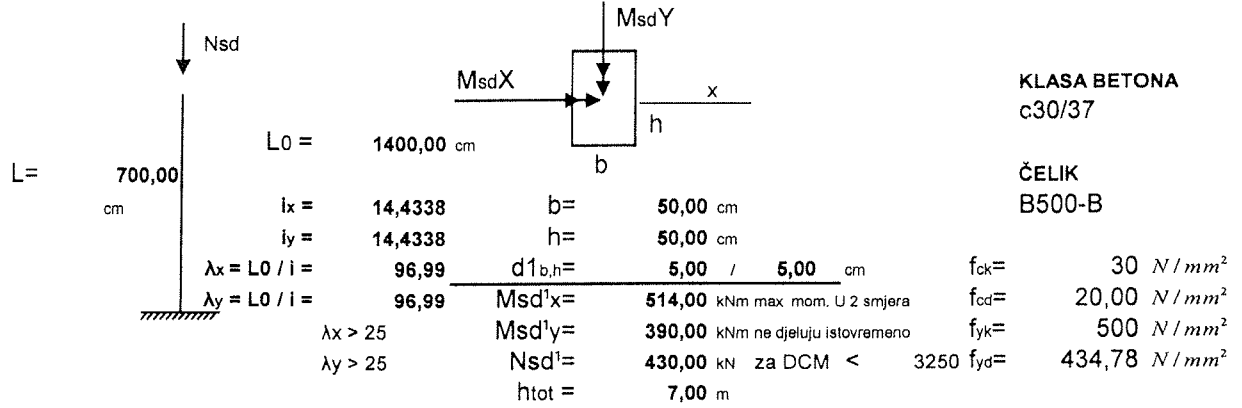 Nsd
MsdY
MsdX
x
h
b
KLASA BETONA
c30/37
ČELIK
B500-B
L0 = 1400,00 cm
L= 700,00
cm
ix = 14,4338 b= 50,00 cm
iy = 14,4338 h= 50,00 cm
λx = L0 / i = 96,99 d1b,h= 5,00 / 5,00 cm fck= 30 N / mm²
λy = L0 / i = 96,99 Msd¹x= 514,00 kNm max mom. U 2 smjera fcd= 20,00 N / mm²
λx > 25 Msd¹y= 390,00 kNm ne djeluju istovremeno fyk= 500 N / mm²
λy > 25 Nsd¹= 430,00 kN za DCM < 3250 fyd= 434,78 N / mm²
htot = 7,00 m